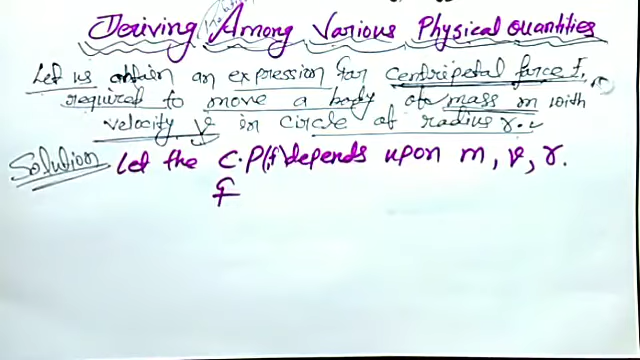 Deriving Among Various Physical Quantities
Let us obtain an expression for centripetal force F,
required to move a body of mass m with
velocity v in circle of radius r.
Solution Let the C.P(f) depends upon m, v, r.
F